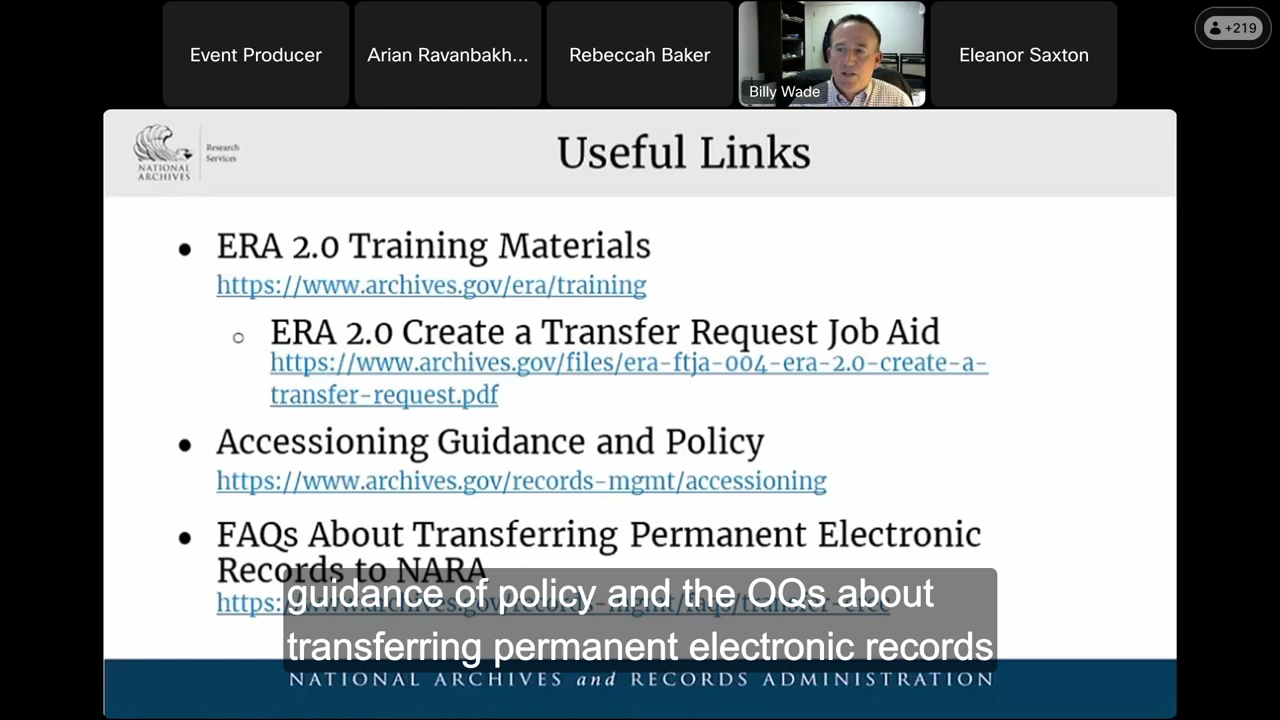 Event Producer
Arian Ravanbakh...
Rebeccah Baker
Billy Wade
Eleanor Saxton
+219
NATIONAL
ARCHIVES
Research
Services
Useful Links
• ERA 2.0 Training Materials
https://www.archives.gov/era/training
○ ERA 2.0 Create a Transfer Request Job Aid
https://www.archives.gov/files/era-ftja-004-era-2.0-create-a-
transfer-request.pdf
• Accessioning Guidance and Policy
https://www.archives.gov/records-mgmt/accessioning
• FAQs About Transferring Permanent Electronic
Records to NARA
guidance of policy and the OQs about
transferring permanent electronic records
NATIONAL ARCHIVES and RECORDS ADMINISTRATION